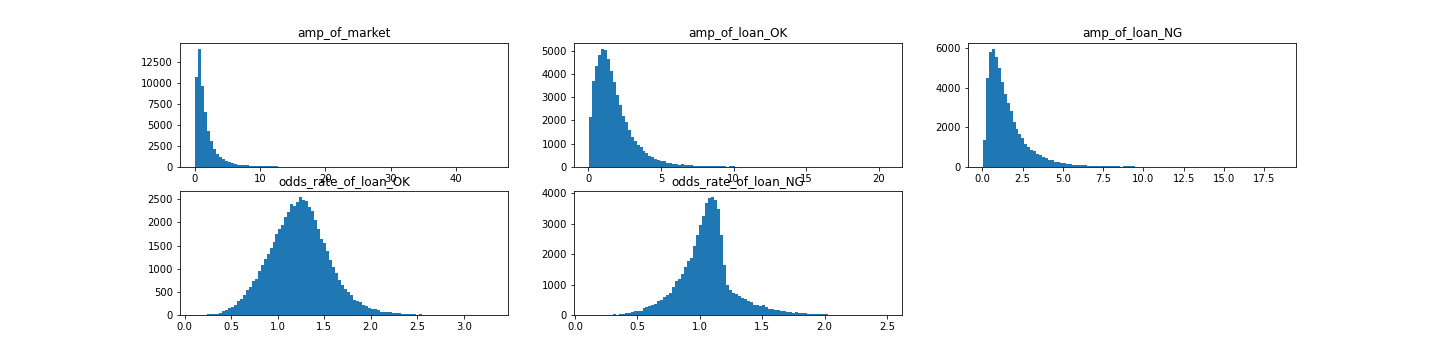 amp_of_market
12500
10000
7500
5000
2500
0
0 10 20 30 40
amp_of_loan_OK
5000
4000
3000
2000
1000
0
0 5 10 15 20
amp_of_loan_NG
6000
4000
2000
0
0.0 2.5 5.0 7.5 10.0 12.5 15.0 17.5
odds_rate_of_loan_OK
2500
2000
1500
1000
500
0
0.0 0.5 1.0 1.5 2.0 2.5 3.0
odds_rate_of_loan_NG
4000
3000
2000
1000
0
0.0 0.5 1.0 1.5 2.0 2.5